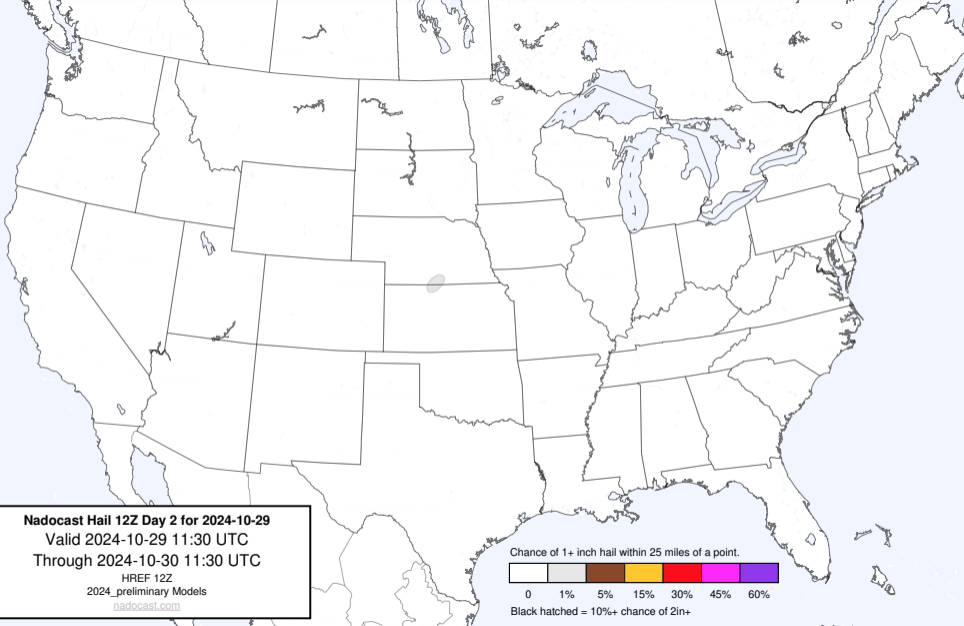 Nadocast Hail 12Z Day 2 for 2024-10-29
Valid 2024-10-29 11:30 UTC
Through 2024-10-30 11:30 UTC
HREF 12Z
2024_preliminary Models
nadocast.com
Chance of 1+ inch hail within 25 miles of a point.
0 1% 5% 15% 30% 45% 60%
Black hatched = 10%+ chance of 2in+